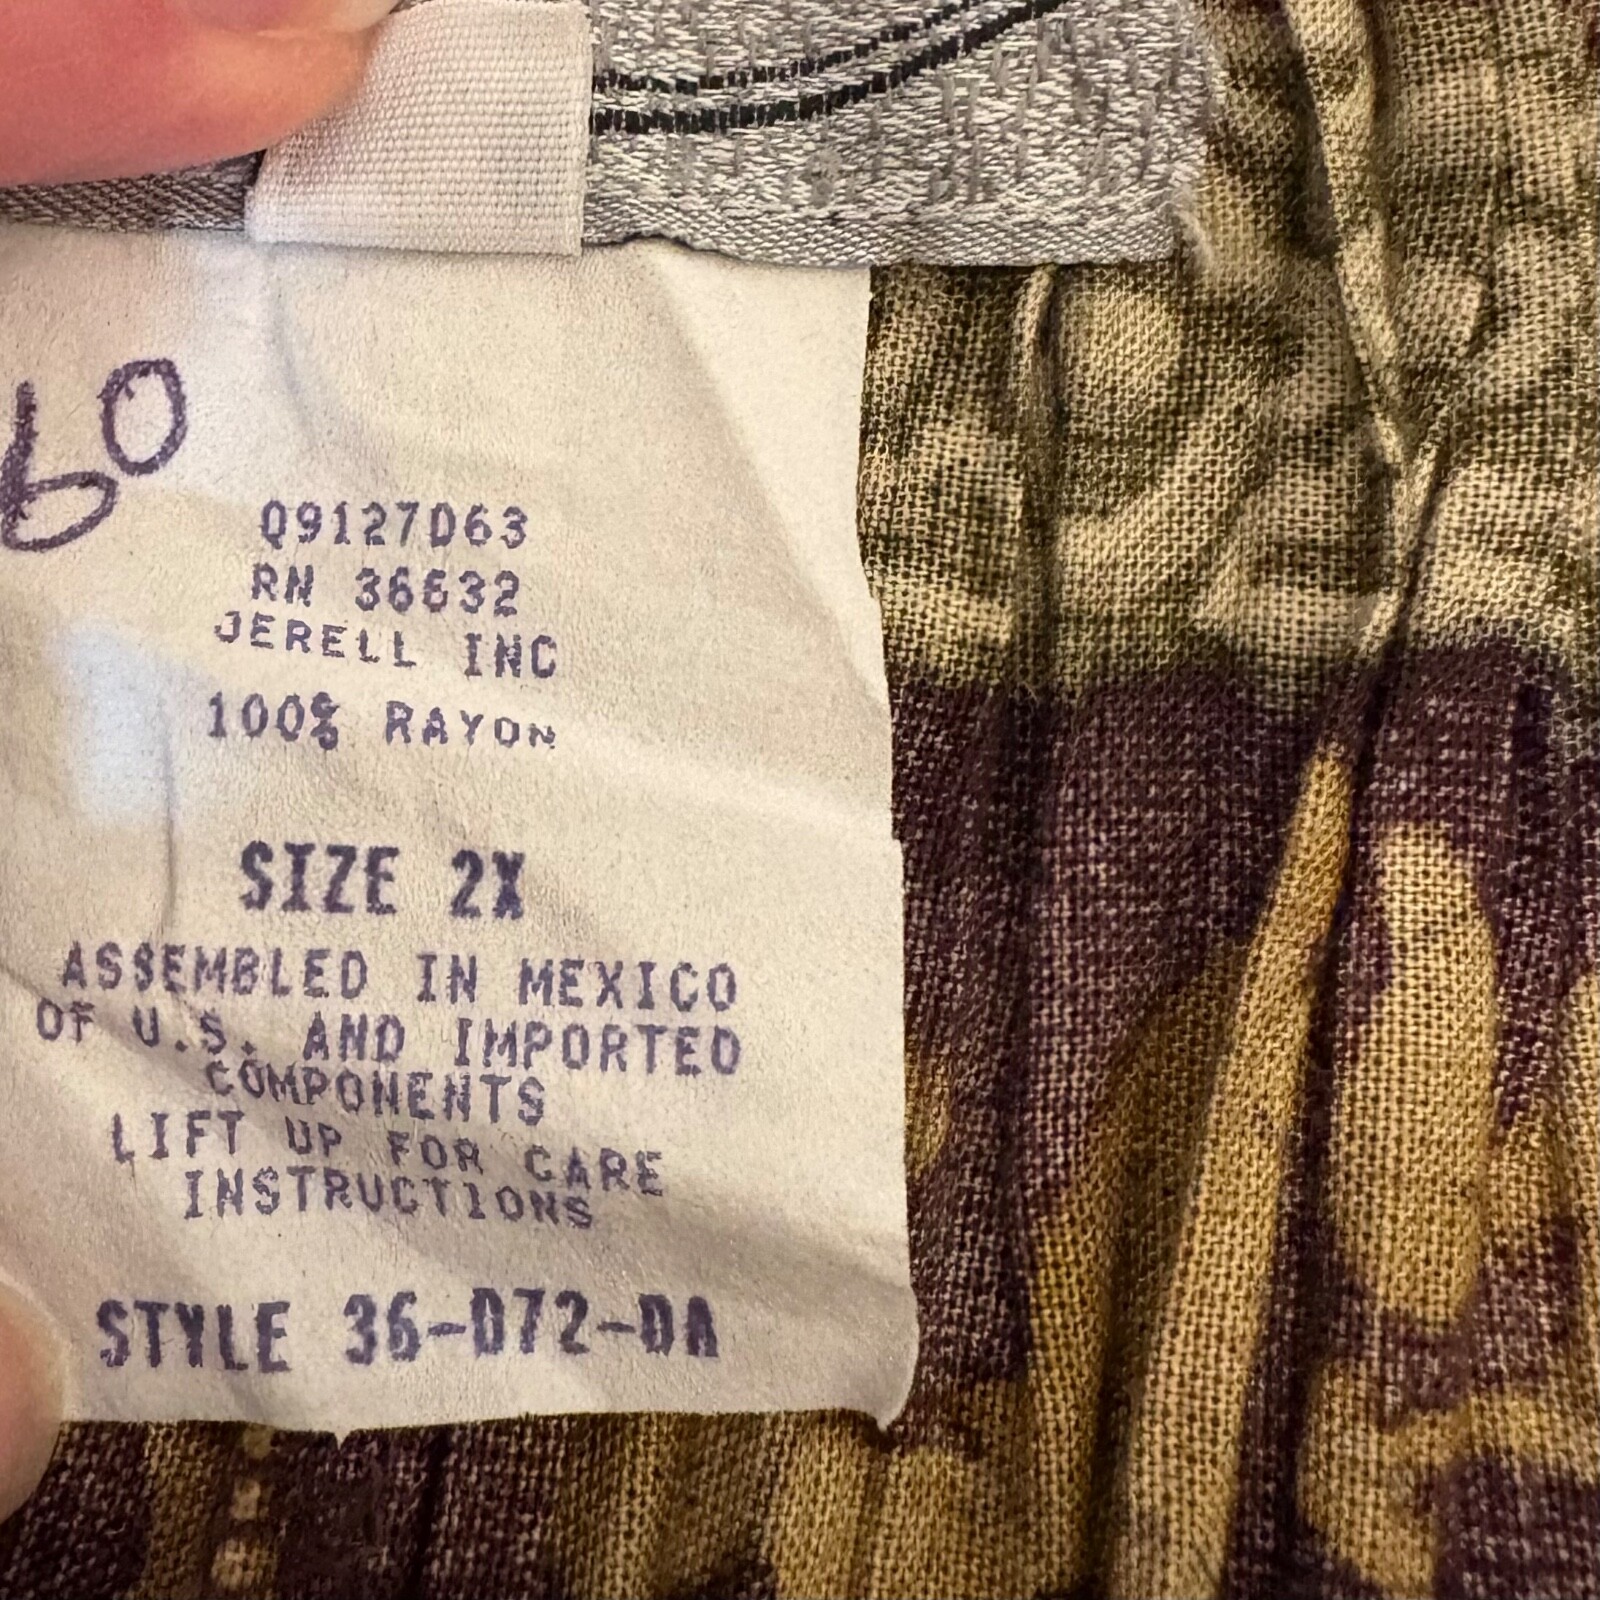 60
Q9127D63
RN 36632
JERELL INC
100% RAYON
SIZE 2X
ASSEMBLED IN MEXICO
OF U.S. AND IMPORTED
COMPONENTS
LIFT UP FOR CARE
INSTRUCTIONS
STYLE 36-D72-DA